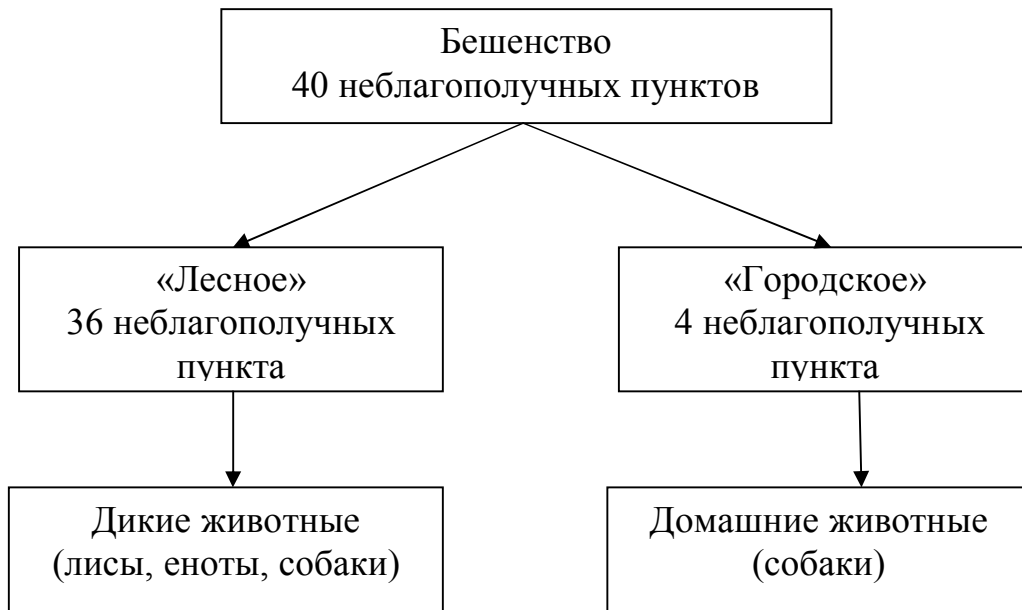 Бешенство
40 неблагополучных пунктов
«Лесное»
36 неблагополучных
пункта
«Городское»
4 неблагополучных
пункта
Дикие животные
(лисы, еноты, собаки)
Домашние животные
(собаки)